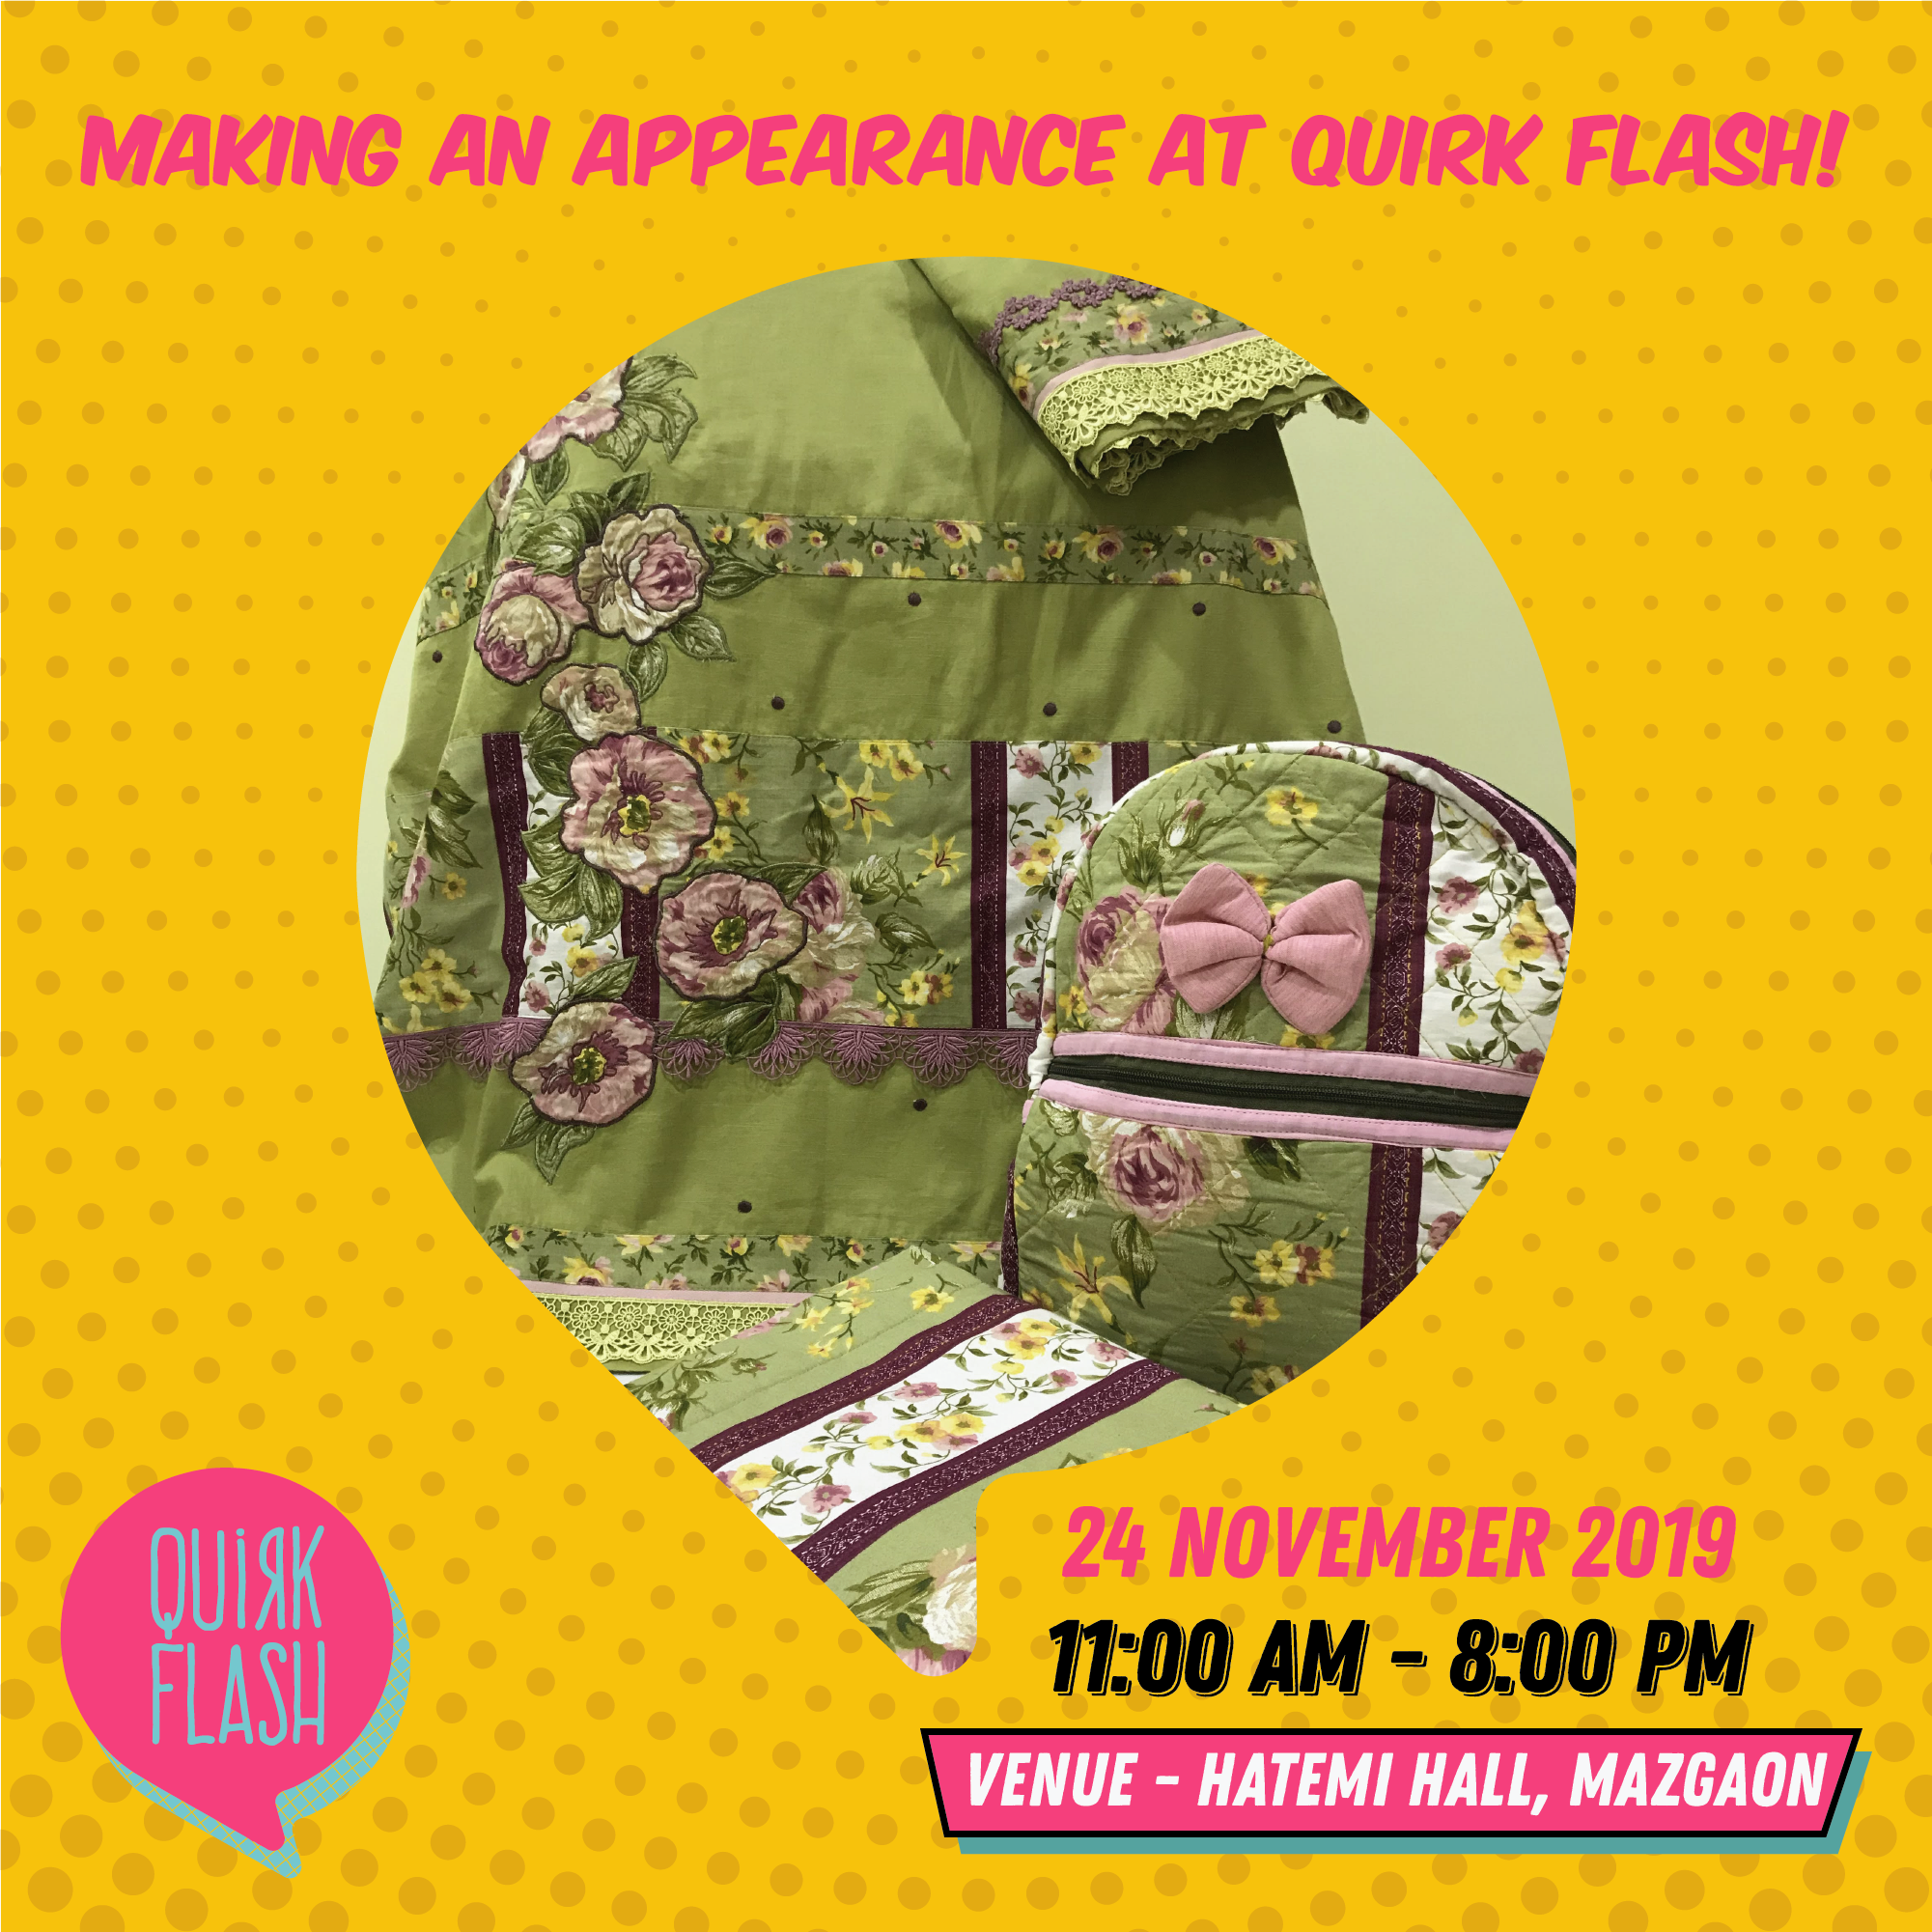 MAKING AN APPEARANCE AT QUIRK FLASH!
24 NOVEMBER 2019
11:00 AM - 8:00 PM
VENUE - HATEMI HALL, MAZGAON
QUIRK
FLASH